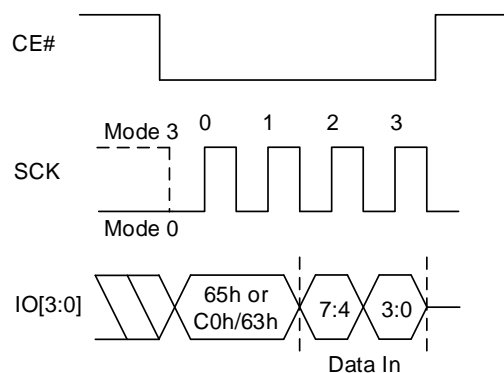 CE#
Mode 3 0 1 2 3
SCK
Mode 0
IO[3:0] 65h or
C0h/63h 7:4 3:0
Data In